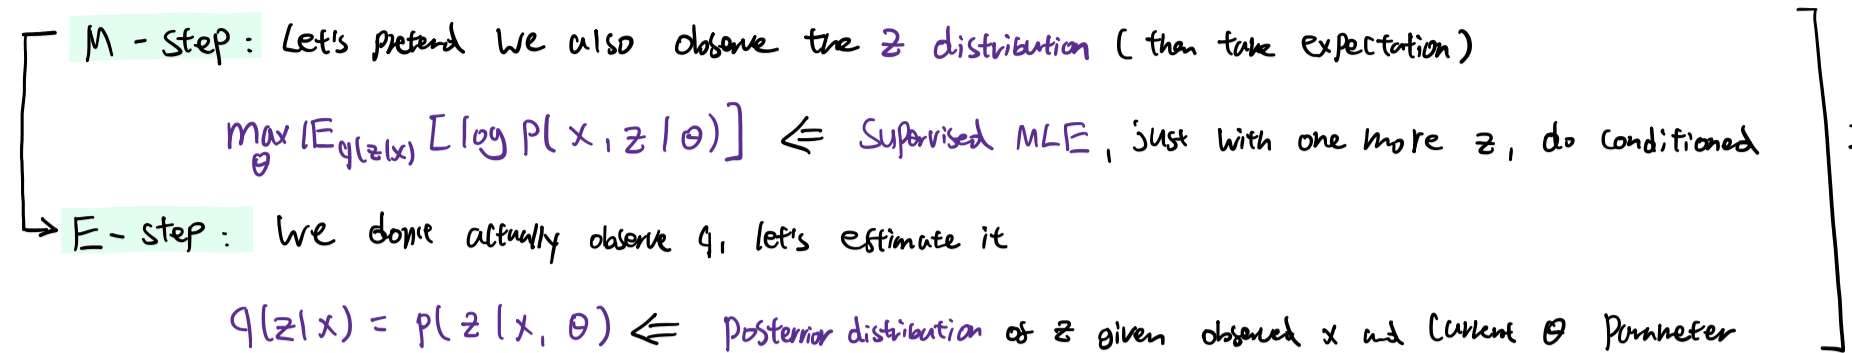 M - step : Let's pretend we also observe the z distribution ( then take expectation )
max θ 𝔼 q(z|x) [ log p( x , z | θ ) ] ⇐ Supervised MLE , just with one more z , do conditioned
E - step : We don't actually observe q , let's estimate it
q(z|x) = p( z | x , θ ) ⇐ Posterior distribution of z given observed x and current θ Parameter